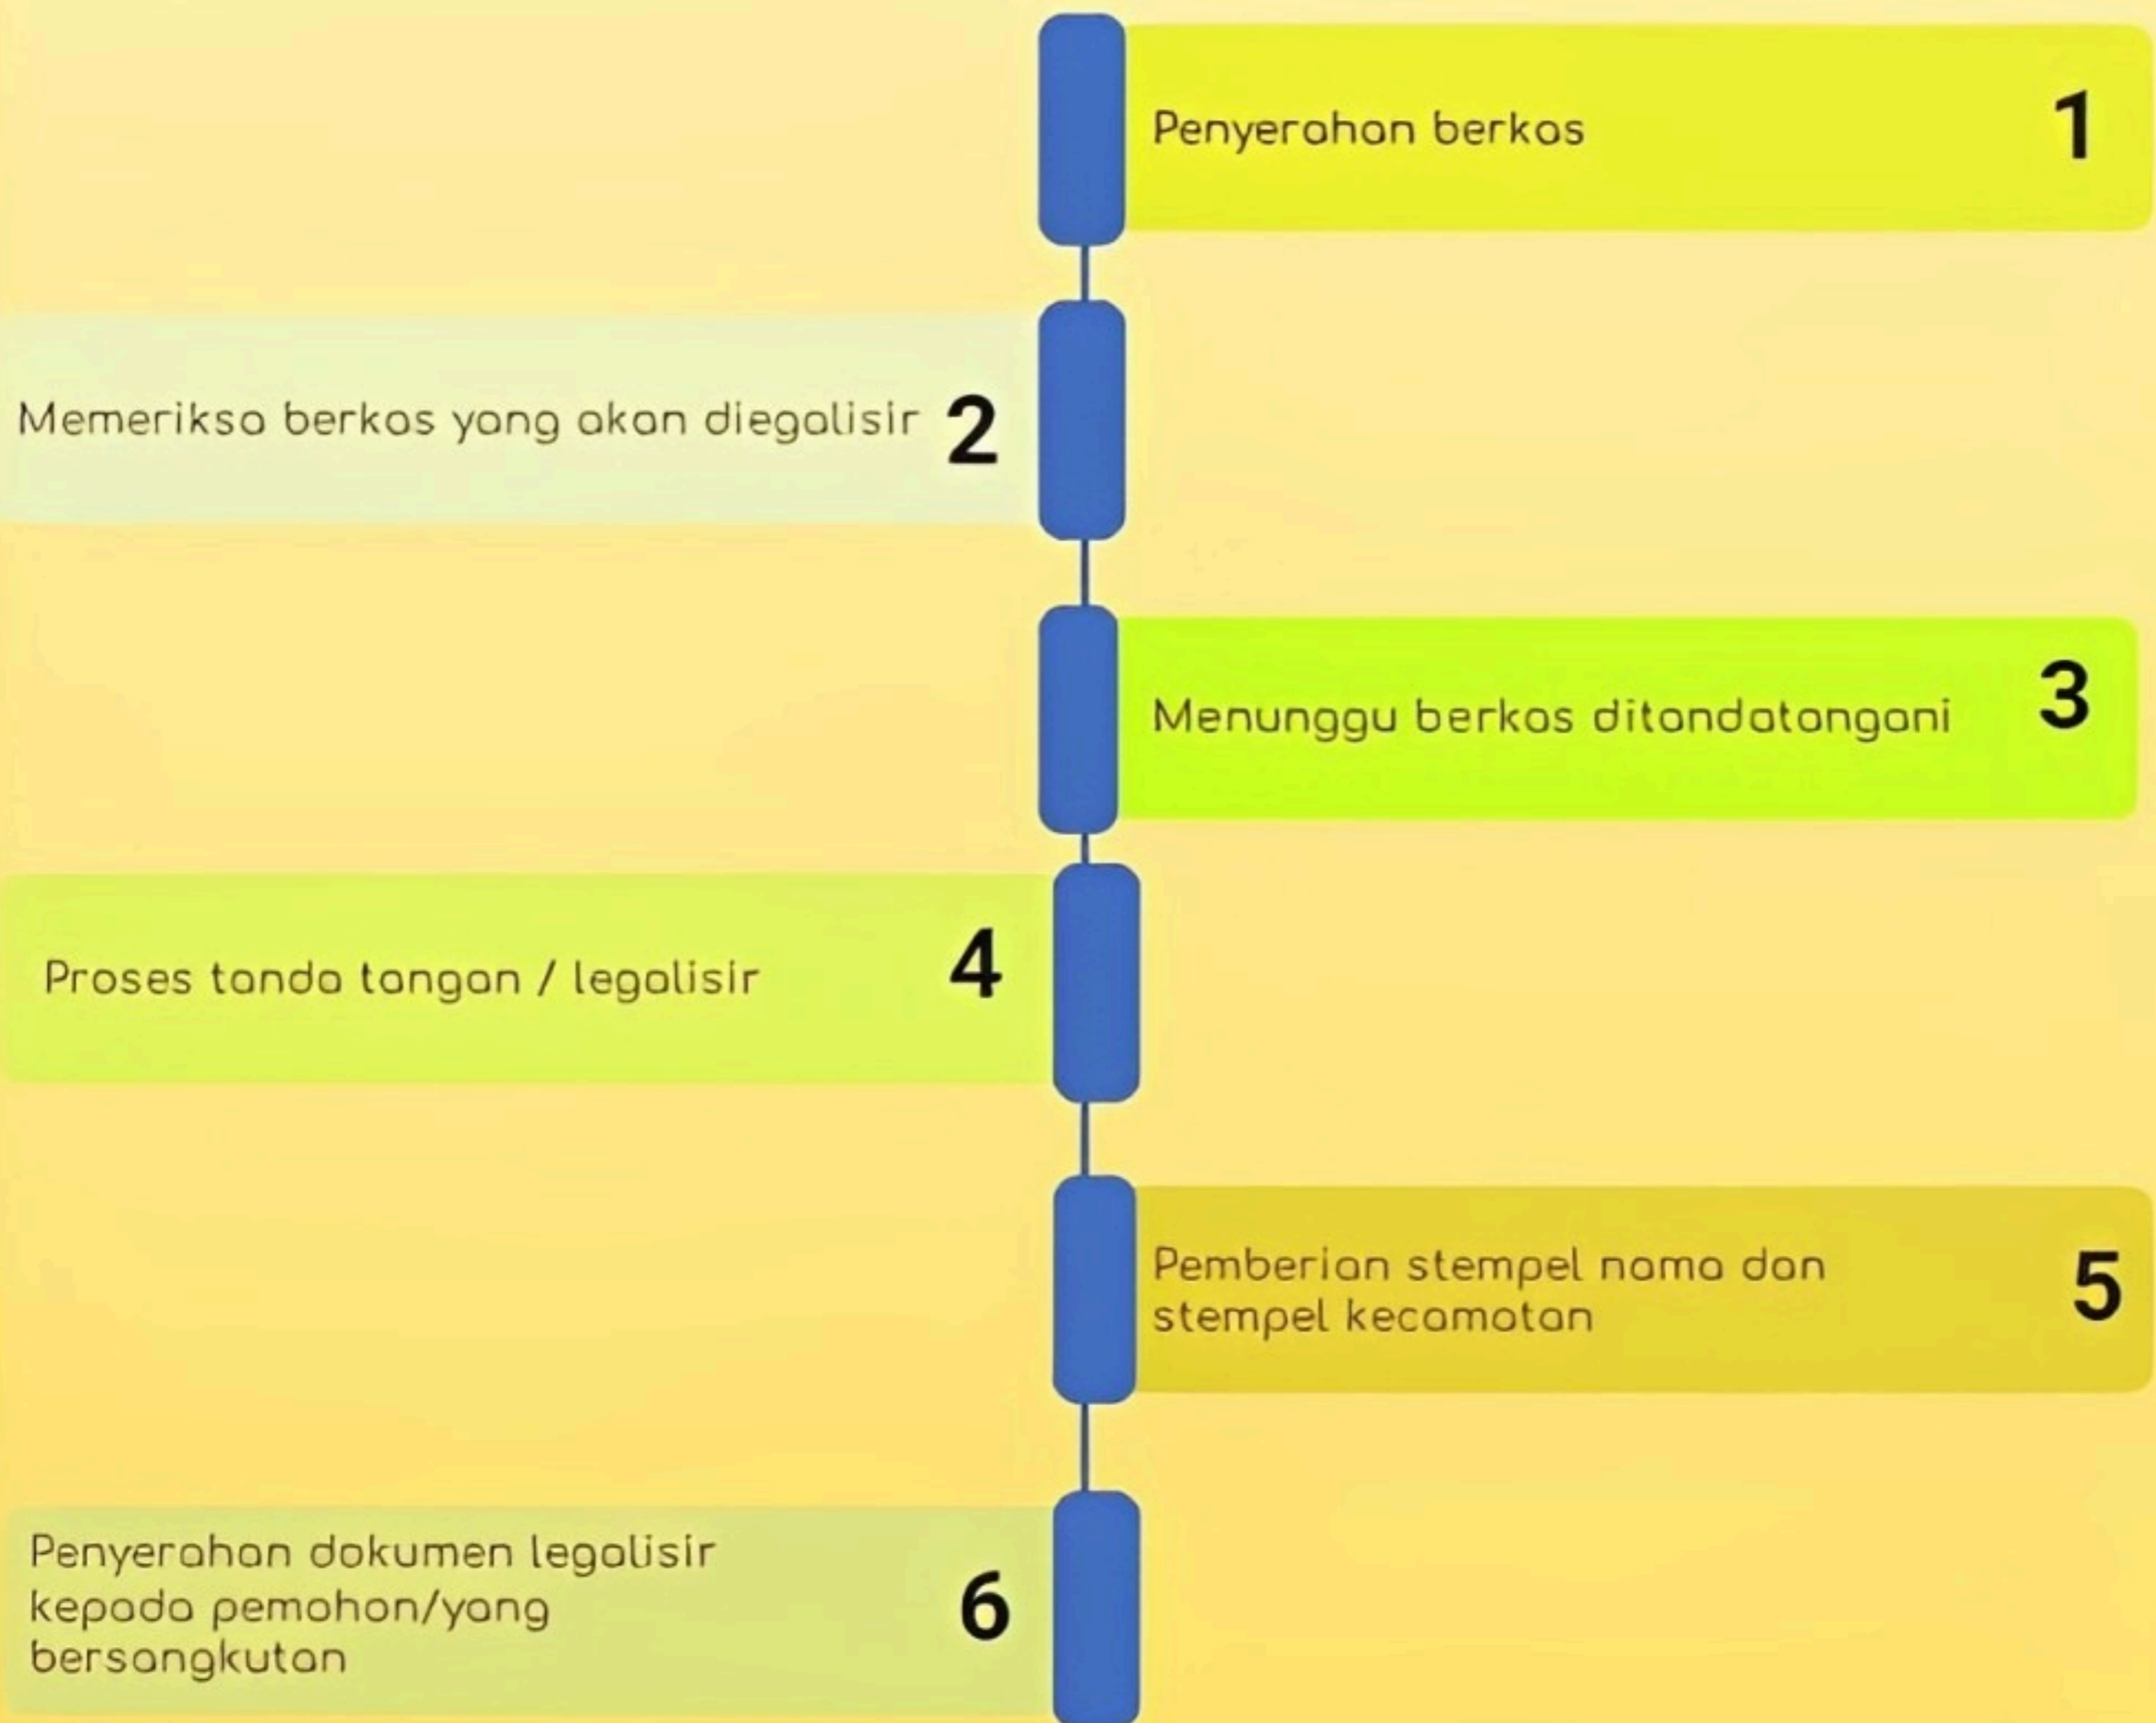 Penyerahan berkas 1
Memeriksa berkas yang akan diegalisir 2
Menunggu berkas ditandatangani 3
Proses tanda tangan / legalisir 4
Pemberian stempel nama dan
stempel kecamatan 5
Penyerahan dokumen legalisir
kepada pemohon/yang
bersangkutan 6